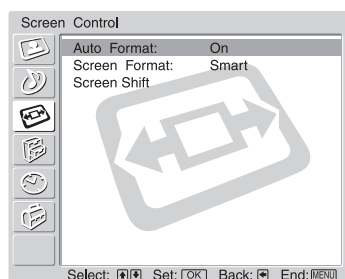 Screen Control
Auto Format: On
Screen Format: Smart
Screen Shift
Select: Set: OK Back: End: MENU